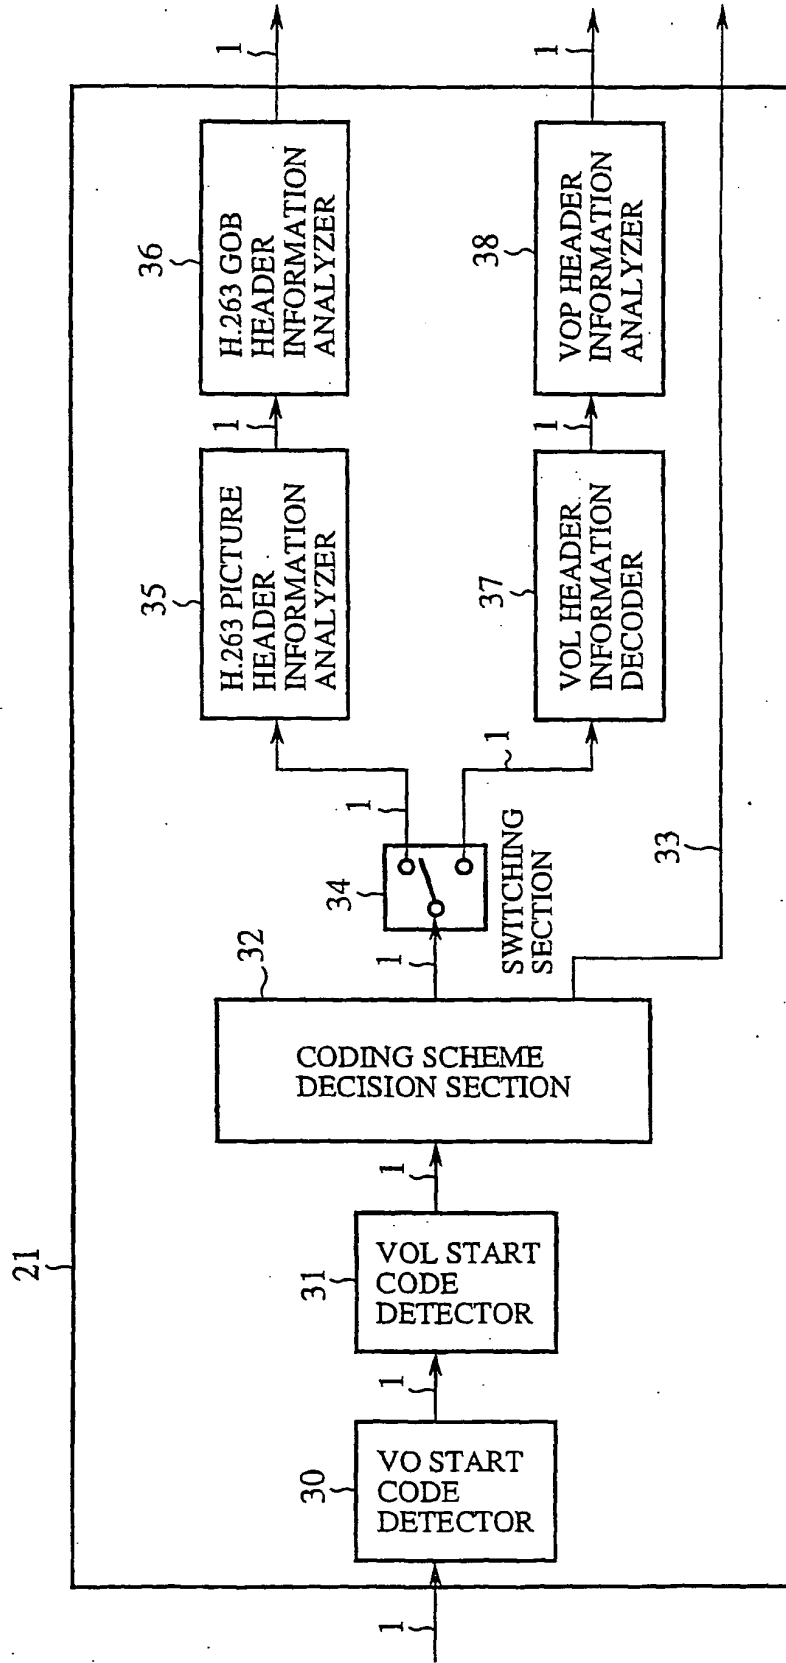 21
1
30
VO START
CODE
DETECTOR
1
31
VOL START
CODE
DETECTOR
1
32
CODING SCHEME
DECISION SECTION
1
34
SWITCHING
SECTION
33
1
35
H.263 PICTURE
HEADER
INFORMATION
ANALYZER
1
36
H.263 GOB
HEADER
INFORMATION
ANALYZER
1
1
37
VOL HEADER
INFORMATION
DECODER
1
38
VOP HEADER
INFORMATION
ANALYZER
1